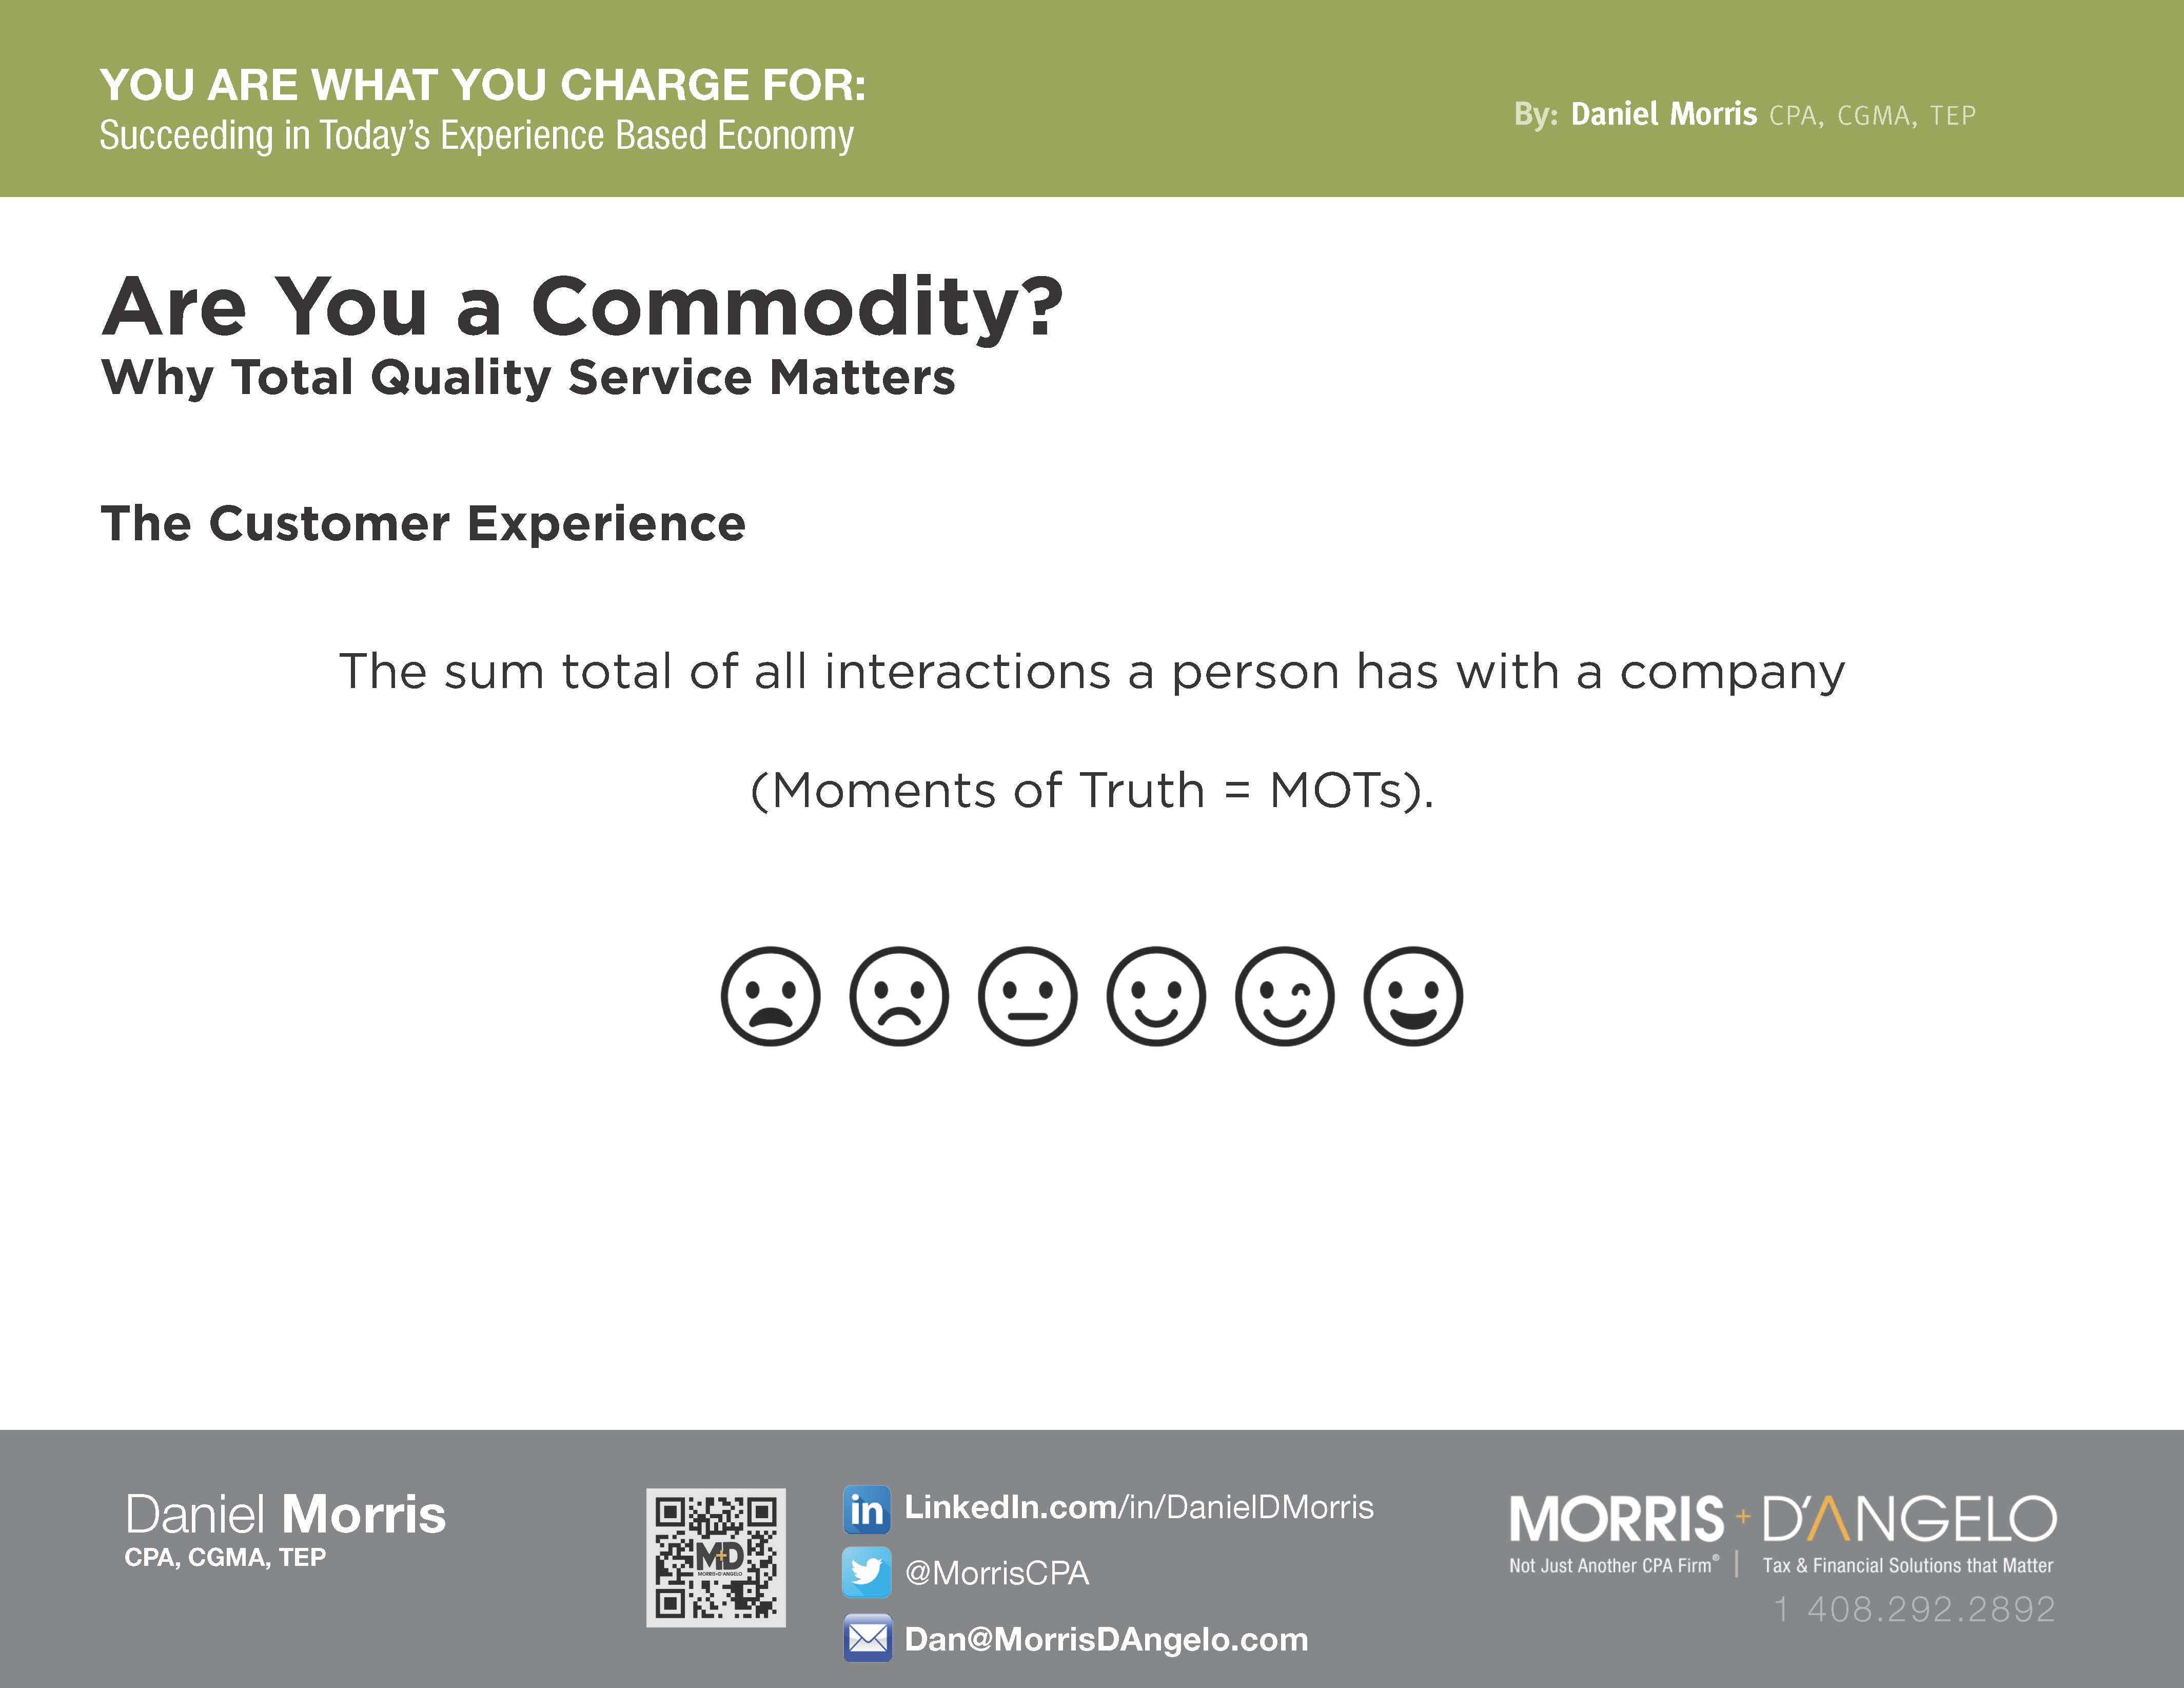 YOU ARE WHAT YOU CHARGE FOR:
Succeeding in Today's Experience Based Economy
By: Daniel Morris CPA, CGMA, TEP
Are You a Commodity?
Why Total Quality Service Matters
The Customer Experience
The sum total of all interactions a person has with a company
(Moments of Truth = MOTs).
Daniel Morris
CPA, CGMA, TEP
M+D
MORRIS+D'ANGELO
in LinkedIn.com/in/DanielDMorris
@MorrisCPA
Dan@MorrisDAngelo.com
MORRIS + D'ANGELO
Not Just Another CPA Firm® | Tax & Financial Solutions that Matter
1 408.292.2892